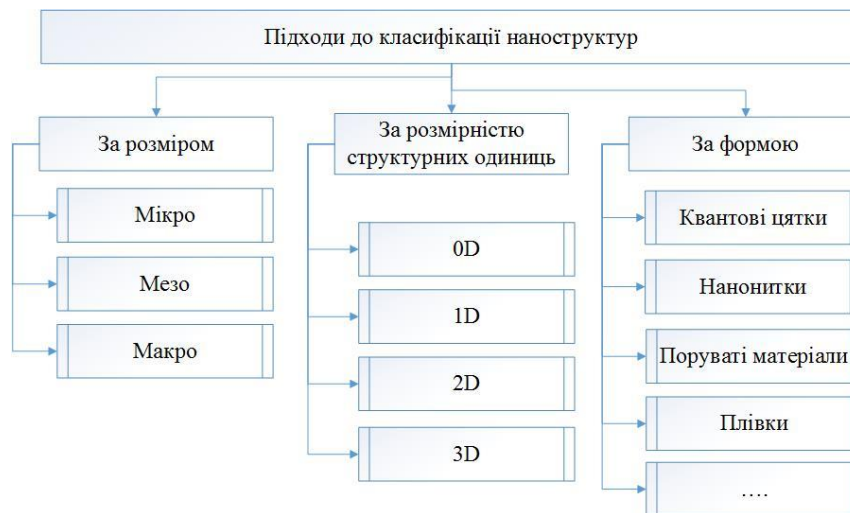 Підходи до класифікації наноструктур
За розміром
Мікро
Мезо
Макро
За розмірністю
структурних одиниць
0D
1D
2D
3D
За формою
Квантові цятки
Нанонитки
Поруваті матеріали
Плівки
….